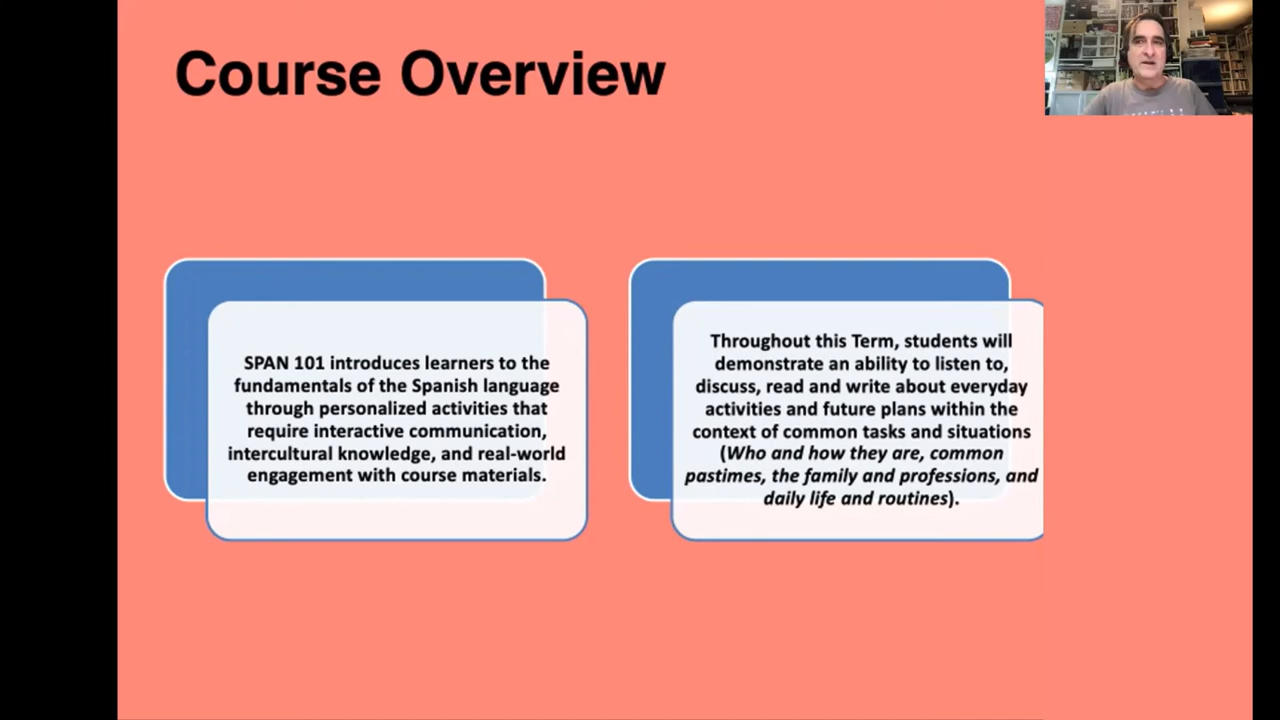 Course Overview
SPAN 101 introduces learners to the
fundamentals of the Spanish language
through personalized activities that
require interactive communication,
intercultural knowledge, and real-world
engagement with course materials.
Throughout this Term, students will
demonstrate an ability to listen to,
discuss, read and write about everyday
activities and future plans within the
context of common tasks and situations
(Who and how they are, common
pastimes, the family and professions, and
daily life and routines).